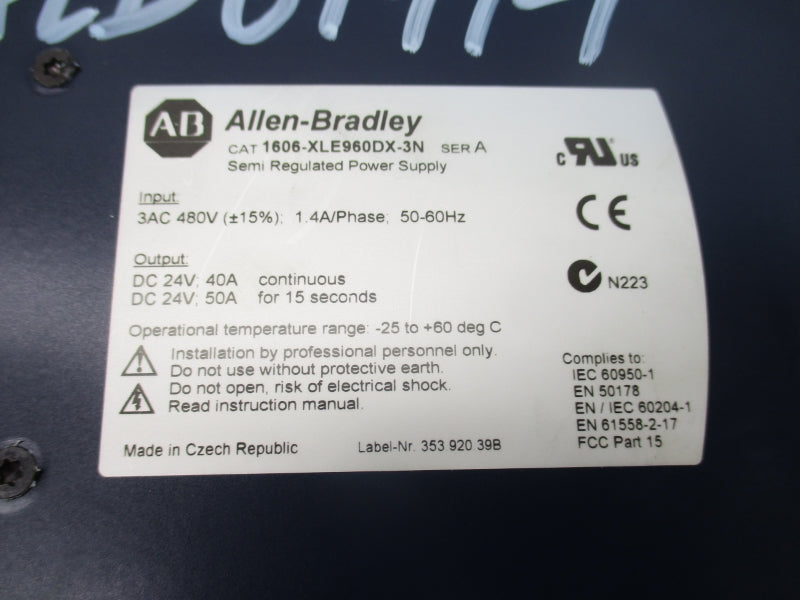 AB Allen-Bradley
CAT 1606-XLE960DX-3N SER A
Semi Regulated Power Supply
C RU US
Input:
3AC 480V (±15%); 1.4A/Phase; 50-60Hz
CE
Output:
DC 24V; 40A continuous
DC 24V; 50A for 15 seconds
N223
Operational temperature range: -25 to +60 deg C
Installation by professional personnel only.
Do not use without protective earth.
Do not open, risk of electrical shock.
Read instruction manual.
Complies to:
IEC 60950-1
EN 50178
EN / IEC 60204-1
EN 61558-2-17
FCC Part 15
Made in Czech Republic
Label-Nr. 353.920.39B